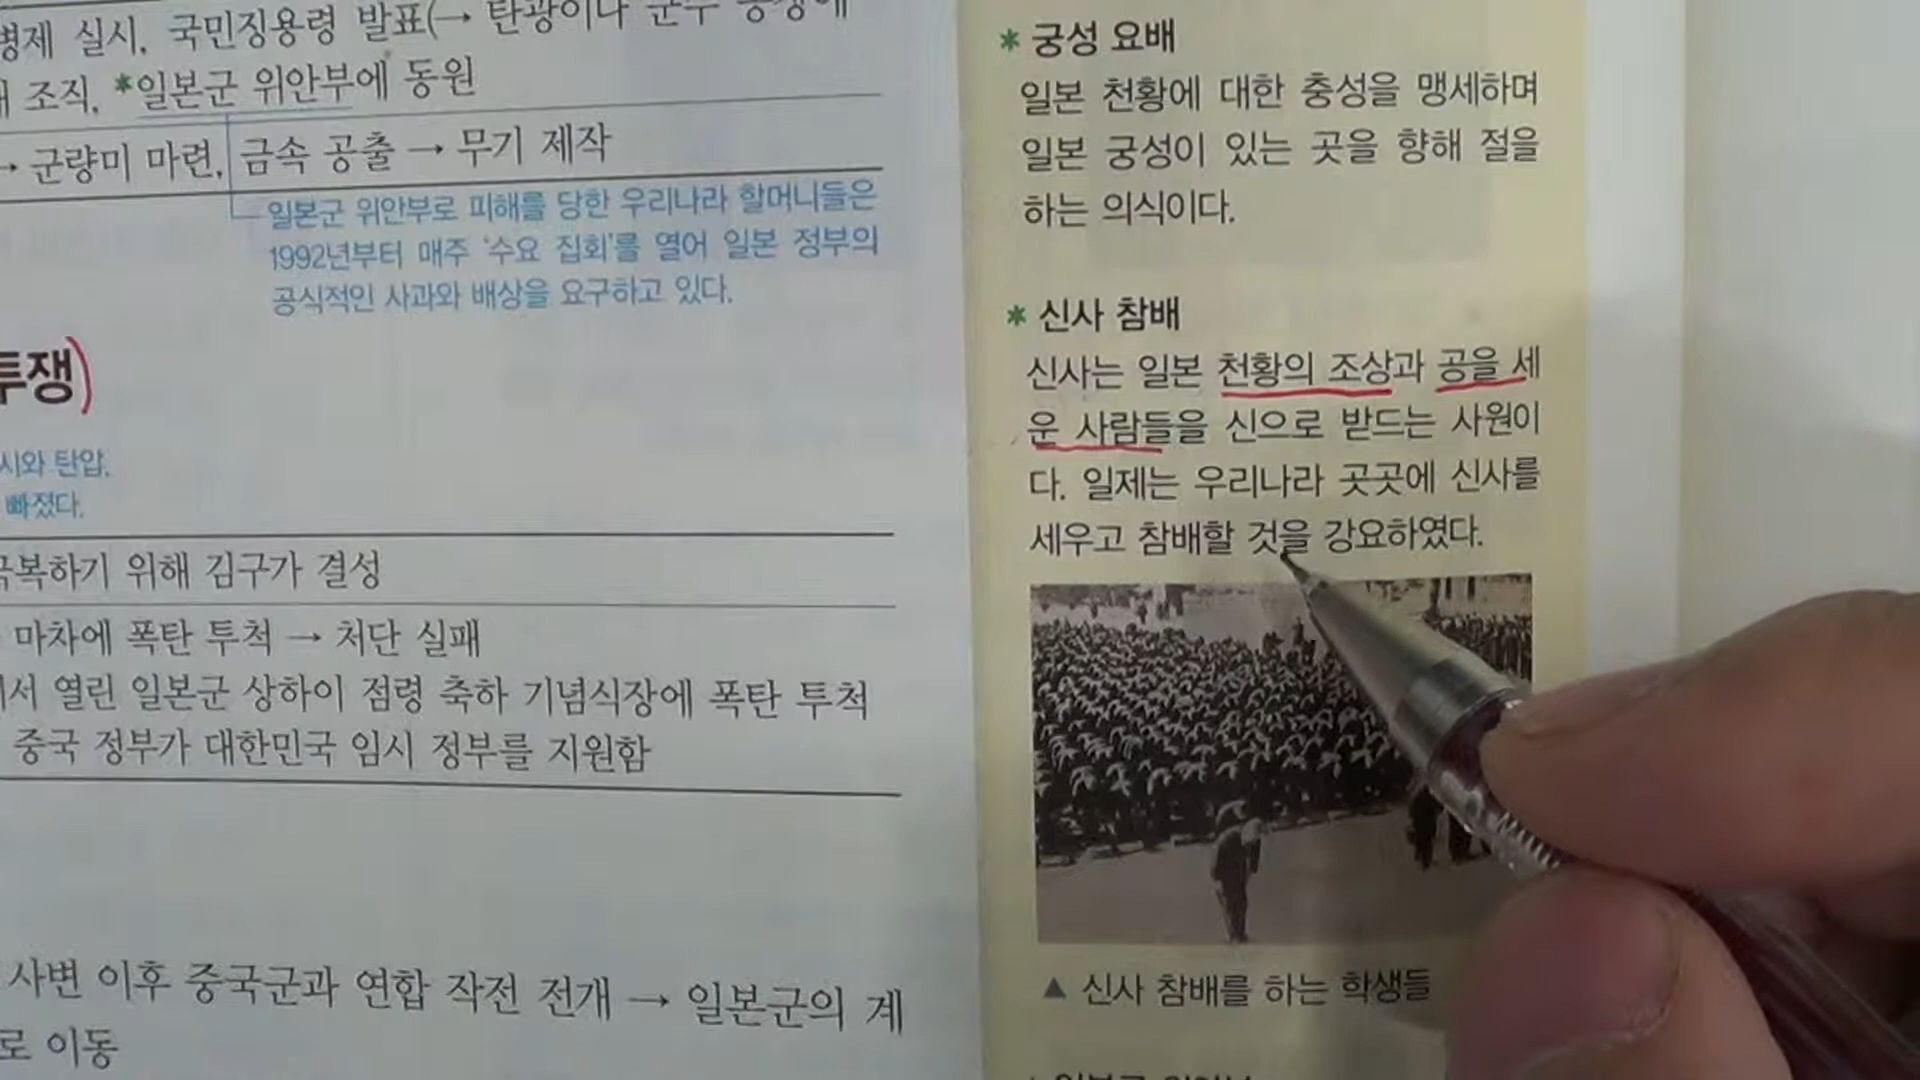 병제 실시, 국민징용령 발표(→ 탄광이나 군수 공장에
조직, *일본군 위안부에 동원
→ 군량미 마련, 금속 공출 → 무기 제작
일본군 위안부로 피해를 당한 우리나라 할머니들은
1992년부터 매주 '수요 집회'를 열어 일본 정부의
공식적인 사과와 배상을 요구하고 있다.
투쟁)
시와 탄압.
빠졌다.
극복하기 위해 김구가 결성
마차에 폭탄 투척 → 처단 실패
서 열린 일본군 상하이 점령 축하 기념식장에 폭탄 투척
중국 정부가 대한민국 임시 정부를 지원함
사변 이후 중국군과 연합 작전 전개 → 일본군의 계
로 이동
* 궁성 요배
일본 천황에 대한 충성을 맹세하며
일본 궁성이 있는 곳을 향해 절을
하는 의식이다.
* 신사 참배
신사는 일본 천황의 조상과 공을 세
운 사람들을 신으로 받드는 사원이
다. 일제는 우리나라 곳곳에 신사를
세우고 참배할 것을 강요하였다.
▲ 신사 참배를 하는 학생들